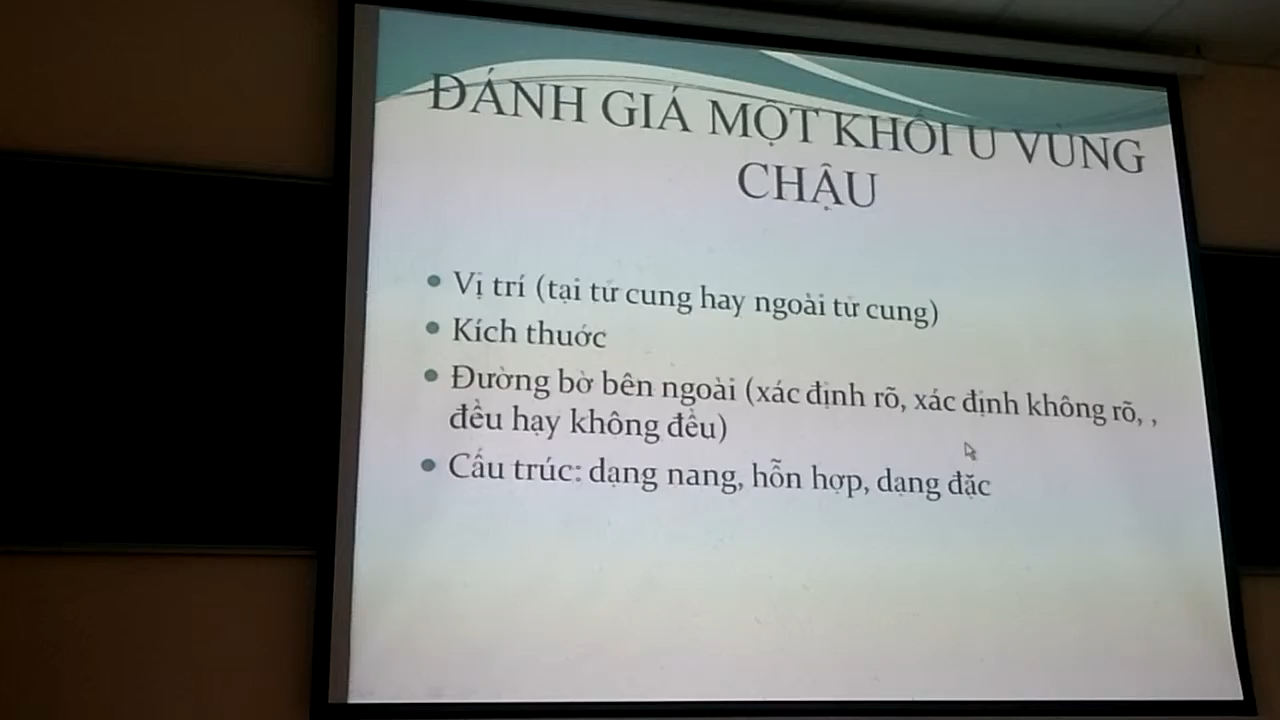 ĐÁNH GIÁ MỘT KHỐI U VÙNG
CHẬU
• Vị trí (tại tử cung hay ngoài tử cung)
• Kích thuớc
• Đường bờ bên ngoài (xác định rõ, xác định không rõ, ,
đều hạy không đều)
• Cấu trúc: dạng nang, hỗn hợp, dạng đặc